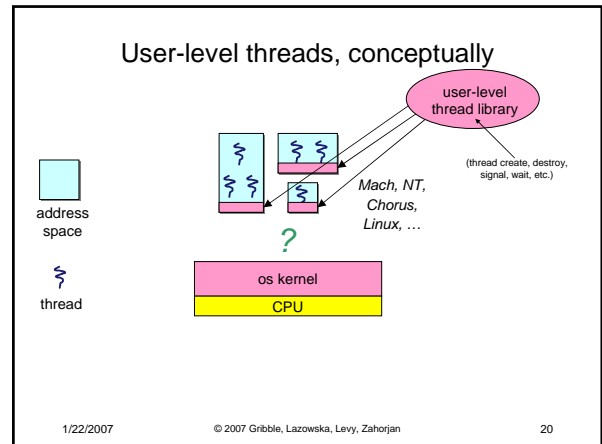 User-level threads, conceptually
user-level
thread library
(thread create, destroy,
signal, wait, etc.)
Mach, NT,
Chorus,
Linux, …
address
space
?
thread
os kernel
CPU
1/22/2007
© 2007 Gribble, Lazowska, Levy, Zahorjan
20